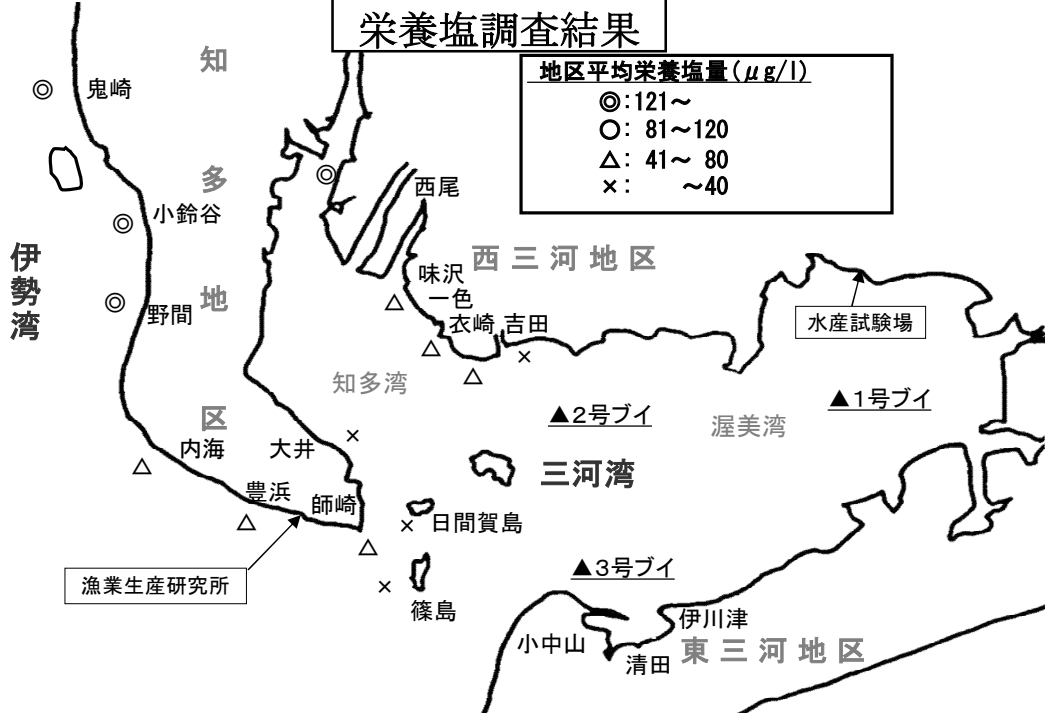 栄養塩調査結果
地区平均栄養塩量(μg/l)
◎:121～
○: 81～120
△: 41～ 80
×: ～40
知多地区
鬼崎
小鈴谷
野間
伊勢湾
西尾
味沢
一色
衣崎
吉田
西三河地区
水産試験場
知多湾
▲2号ブイ
▲1号ブイ
渥美湾
三河湾
内海
大井
豊浜
師崎
日間賀島
漁業生産研究所
篠島
▲3号ブイ
小中山
伊川津
清田
東三河地区